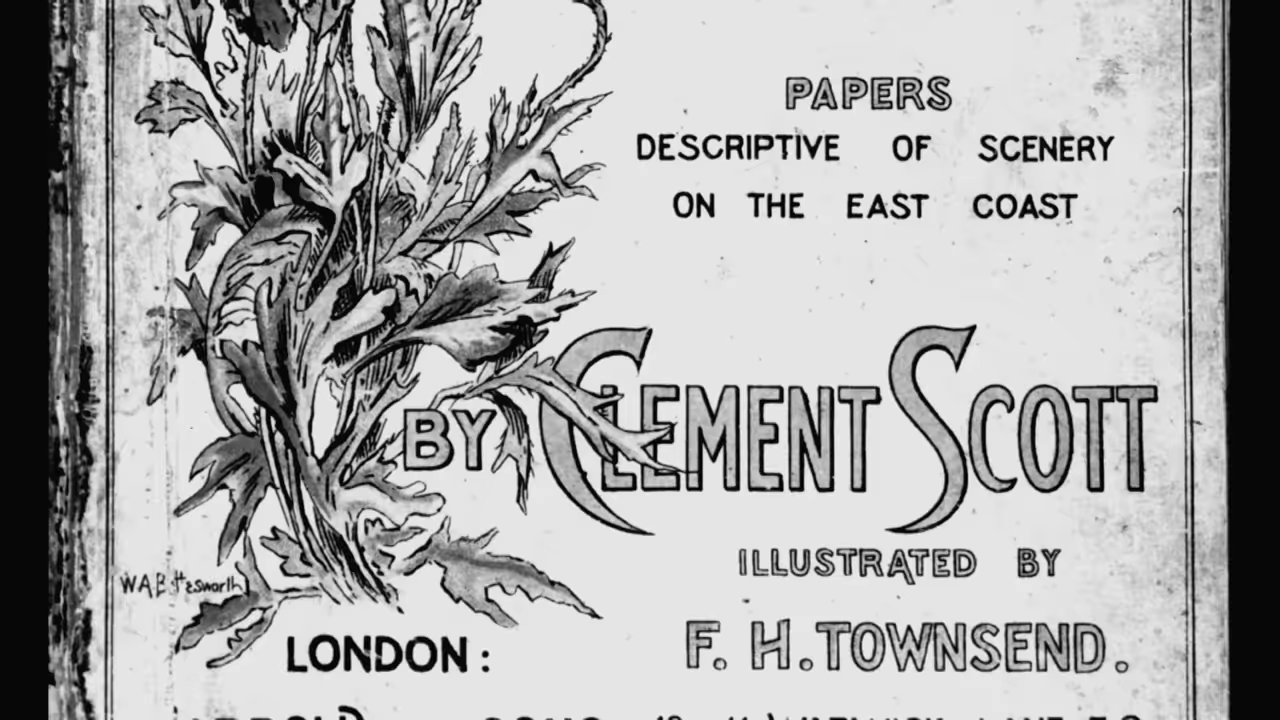 PAPERS
DESCRIPTIVE OF SCENERY
ON THE EAST COAST
BY CLEMENT SCOTT
ILLUSTRATED BY
F. H. TOWNSEND.
LONDON: